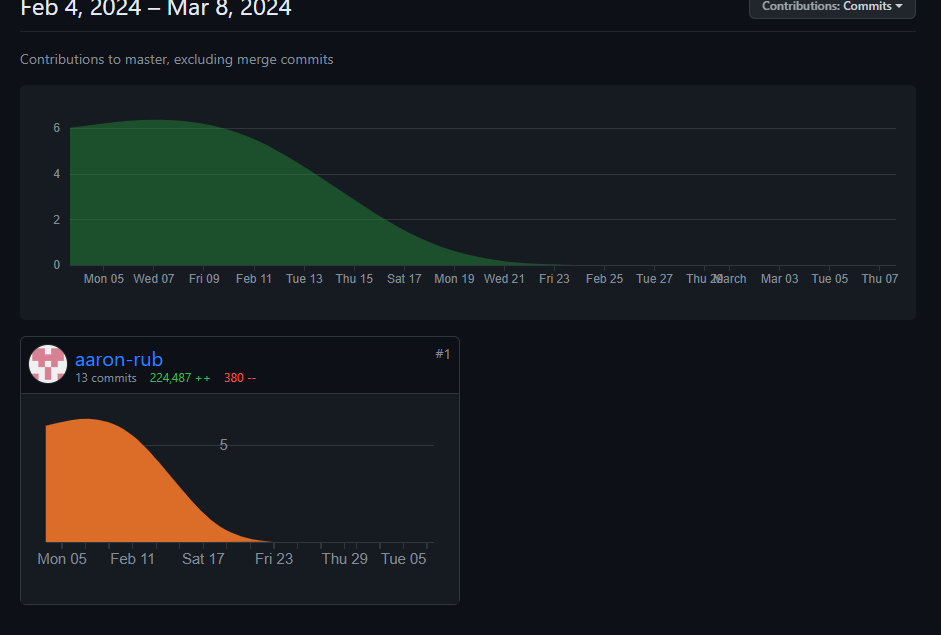 Feb 4, 2024 – Mar 8, 2024
Contributions: Commits
Contributions to master, excluding merge commits
6
4
2
0
Mon 05 Wed 07 Fri 09 Feb 11 Tue 13 Thu 15 Sat 17 Mon 19 Wed 21 Fri 23 Feb 25 Tue 27 Thu 29 March Mar 03 Tue 05 Thu 07
aaron-rub
#1
13 commits 224,487 ++ 380 --
5
Mon 05 Feb 11 Sat 17 Fri 23 Thu 29 Tue 05